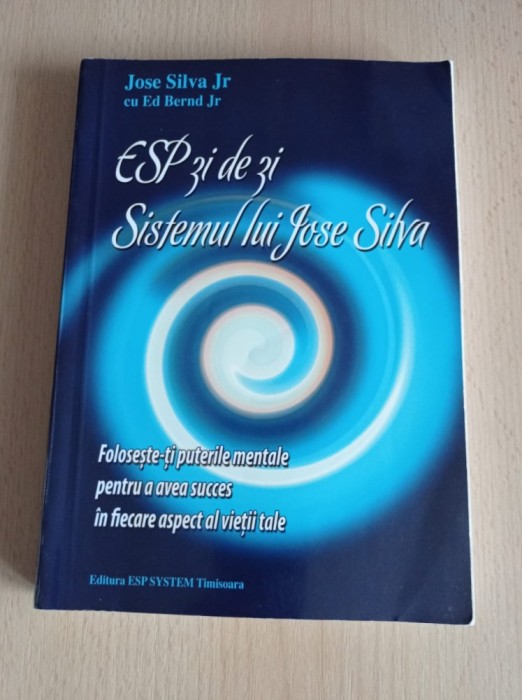 Jose Silva Jr
cu Ed Bernd Jr
ESP zi de zi
Sistemul lui Jose Silva
Folosește-ți puterile mentale
pentru a avea succes
în fiecare aspect al vieții tale
Editura ESP SYSTEM Timisoara